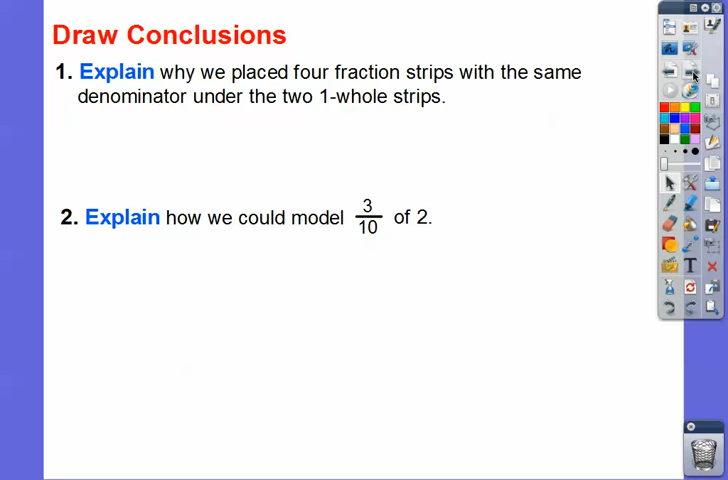 Draw Conclusions
1. Explain why we placed four fraction strips with the same
denominator under the two 1-whole strips.
2. Explain how we could model 3/10 of 2.
T